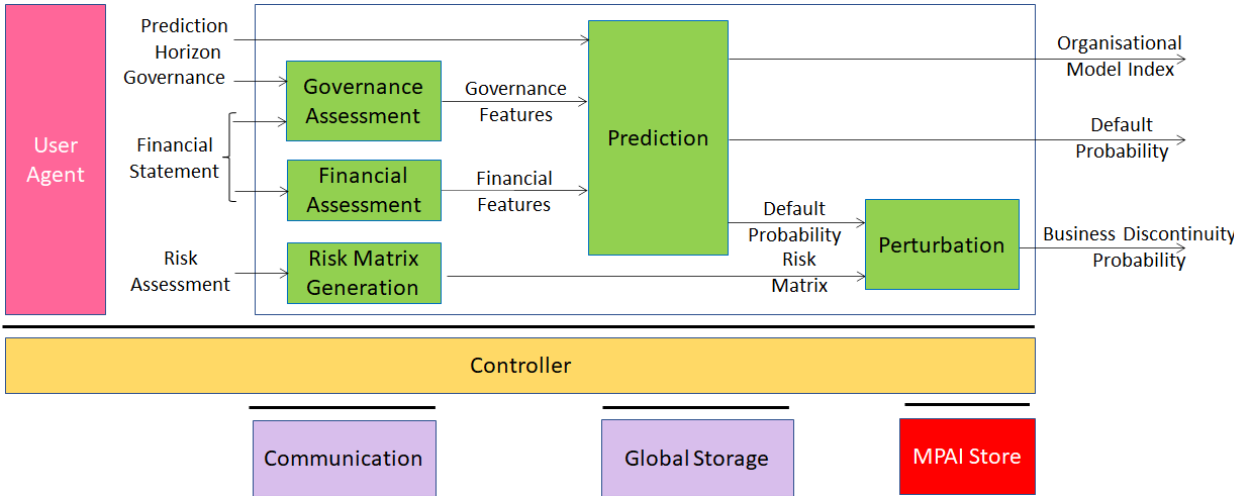 Prediction
Horizon
Governance
Financial
Statement
Risk
Assessment
User
Agent
Governance
Assessment
Financial
Assessment
Risk Matrix
Generation
Governance
Features
Financial
Features
Prediction
Default
Probability
Risk
Matrix
Perturbation
Organisational
Model Index
Default
Probability
Business Discontinuity
Probability
Controller
Communication
Global Storage
MPAI Store